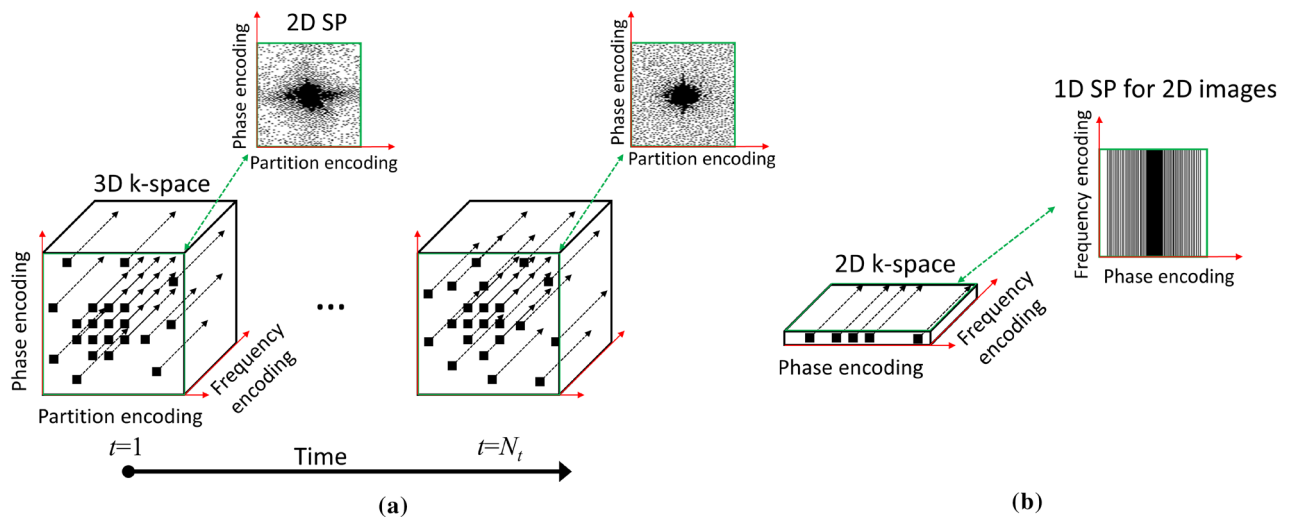 2D SP
Phase encoding
Partition encoding
Phase encoding
Partition encoding
1D SP for 2D images
Frequency encoding
Phase encoding
3D k-space
Phase encoding
Frequency
encoding
Partition encoding
...
2D k-space
Frequency
encoding
Phase encoding
t=1
t=Nt
Time
(a)
(b)